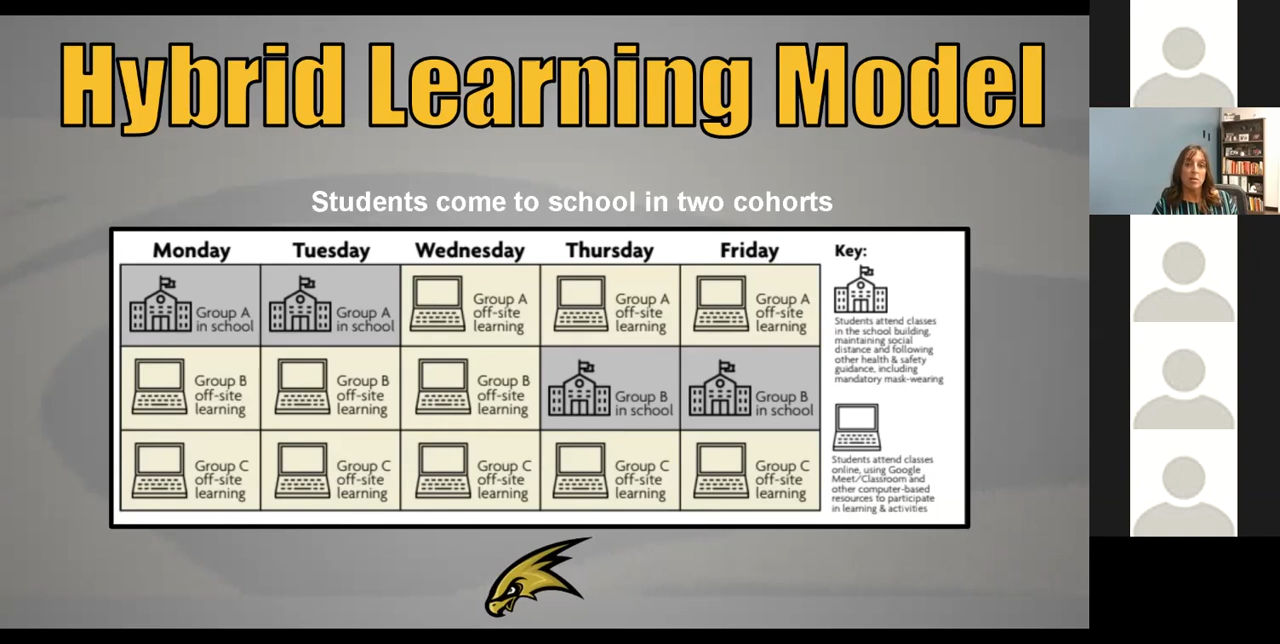 Hybrid Learning Model
Students come to school in two cohorts
Monday Tuesday Wednesday Thursday Friday
Group A
in school
Group A
in school
Group A
off-site
learning
Group A
off-site
learning
Group A
off-site
learning
Group B
off-site
learning
Group B
off-site
learning
Group B
off-site
learning
Group B
in school
Group B
in school
Group C
off-site
learning
Group C
off-site
learning
Group C
off-site
learning
Group C
off-site
learning
Group C
off-site
learning
Key:
Students attend classes
in the school building,
maintaining social
distance and following
other health & safety
guidance, including
mandatory mask-wearing
Students attend classes
online, using Google
Meet/Classroom and
other computer-based
resources to participate
in learning & activities